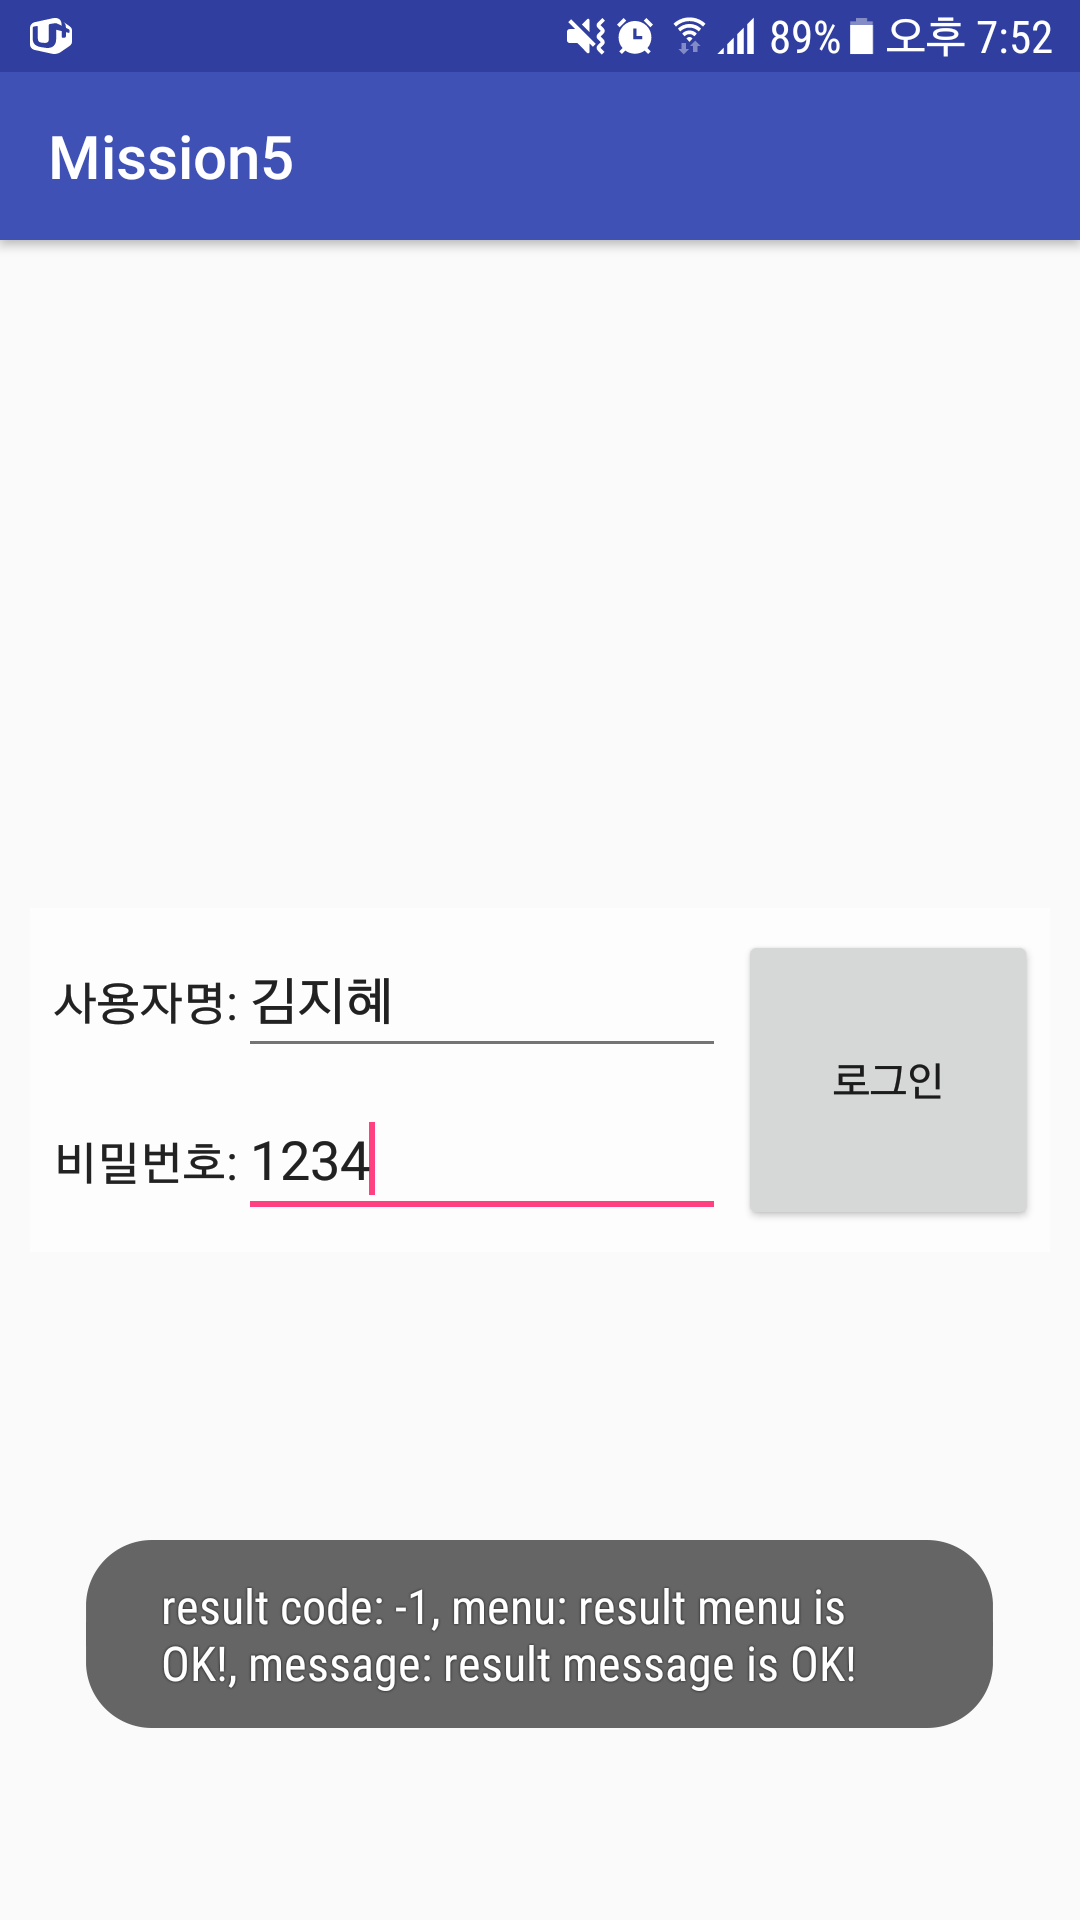 U+
89% 오후 7:52
Mission5
사용자명: 김지혜
로그인
비밀번호: 1234
result code: -1, menu: result menu is
OK!, message: result message is OK!